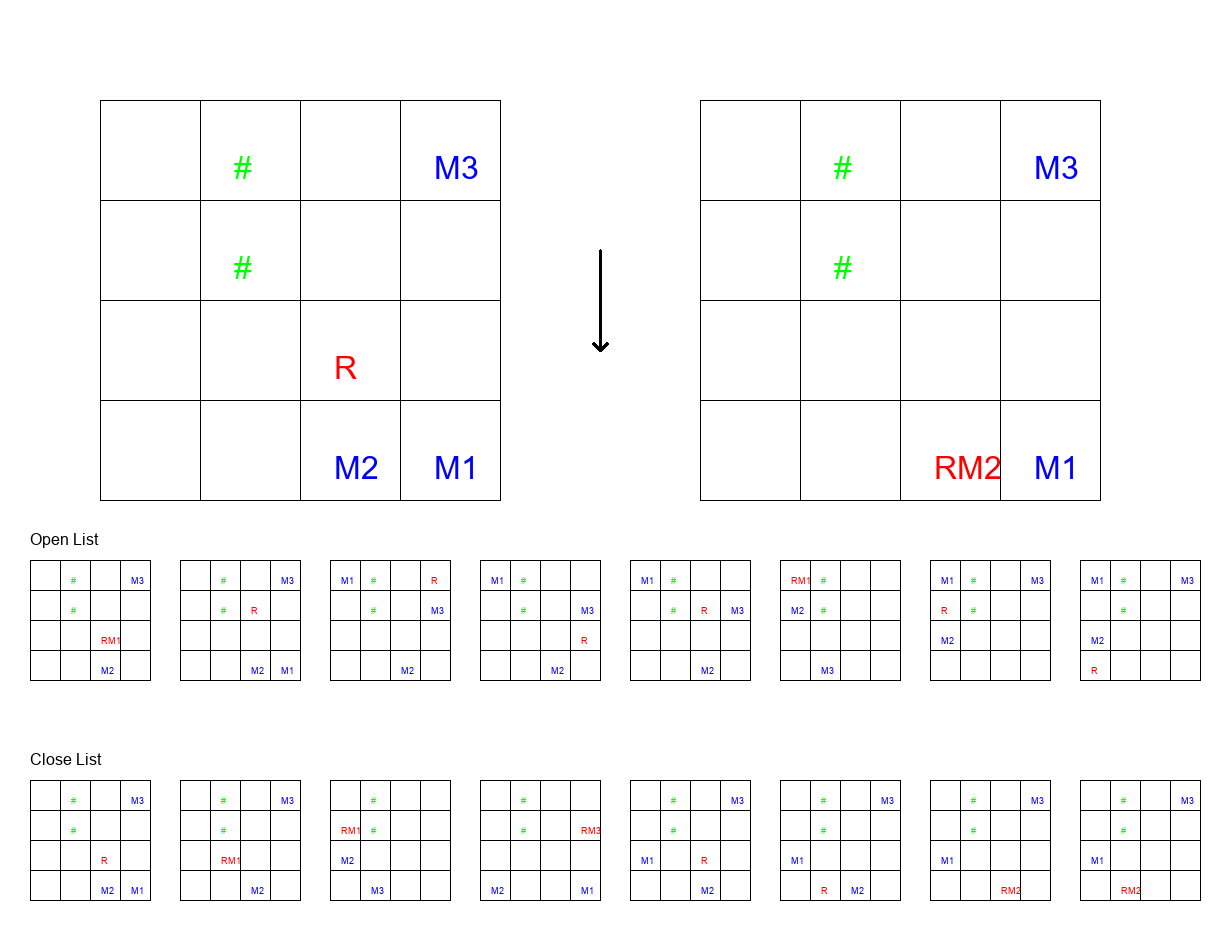 # M3 # M3
# #
R
M2 M1 RM2 M1
Open List
# M3 # M3 M1 # R M1 # M1 # RM1 # M1 # M3 M1 # M3
# # R # M3 # M3 # R M3 M2 # R # #
RM1 R M2 M2
M2 M2 M1 M2 M2 M2 M3 R
Close List
# M3 # M3 # # # M3 # M3 # M3 # M3
# # RM1 # # RM3 # # # #
R RM1 M2 M1 R M1 M1 M1
M2 M1 M2 M3 M2 M1 M2 R M2 RM2 RM2